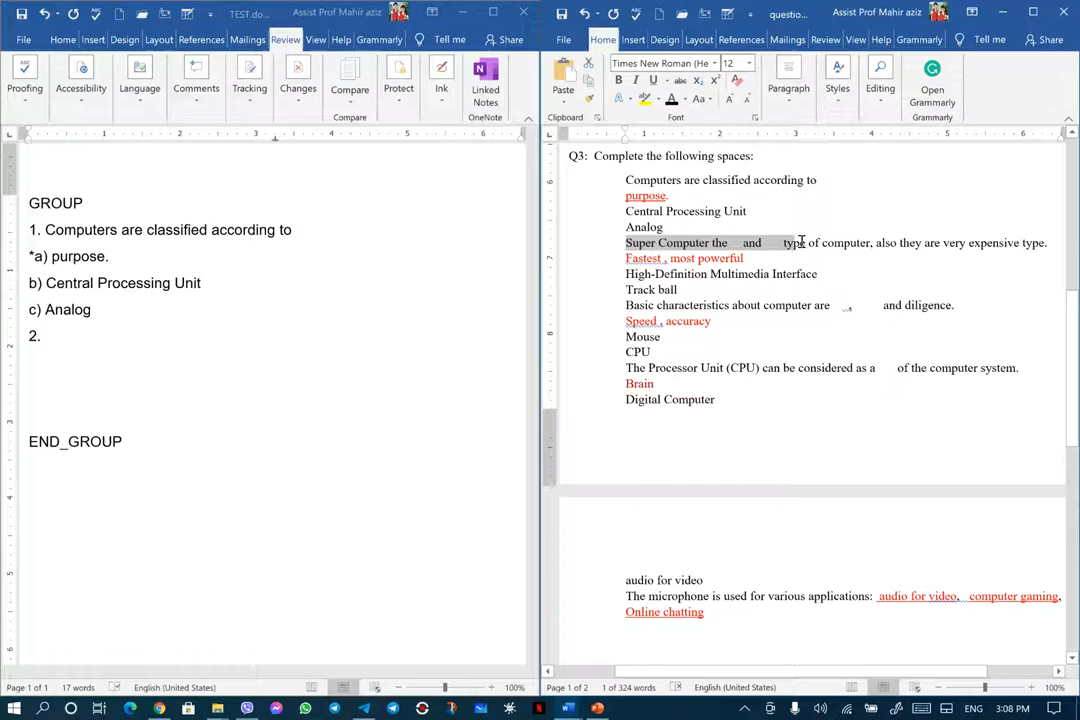 TEST.do...
Assist Prof Mahir aziz
File Home Insert Design Layout References Mailings Review View Help Grammarly Tell me Share
Proofing
Accessibility
Language
Comments
Tracking
Changes
Compare
Protect
Ink
Linked Notes
Compare
OneNote
GROUP
1. Computers are classified according to
*a) purpose.
b) Central Processing Unit
c) Analog
2.
END_GROUP
Page 1 of 1 17 words English (United States) 100%
questio...
Assist Prof Mahir aziz
File Home Insert Design Layout References Mailings Review View Help Grammarly Tell me Share
Paste
Times New Roman (He 12
B I U abc X2 X2
A A Aa A A
Paragraph
Styles
Editing
Open Grammarly
Clipboard Font Grammarly
Q3: Complete the following spaces:
Computers are classified according to
purpose.
Central Processing Unit
Analog
Super Computer the and type of computer, also they are very expensive type.
Fastest , most powerful
High-Definition Multimedia Interface
Track ball
Basic characteristics about computer are , and diligence.
Speed , accuracy
Mouse
CPU
The Processor Unit (CPU) can be considered as a of the computer system.
Brain
Digital Computer
audio for video
The microphone is used for various applications: audio for video, computer gaming,
Online chatting
Page 1 of 2 1 of 324 words English (United States) 100%
ENG 3:08 PM